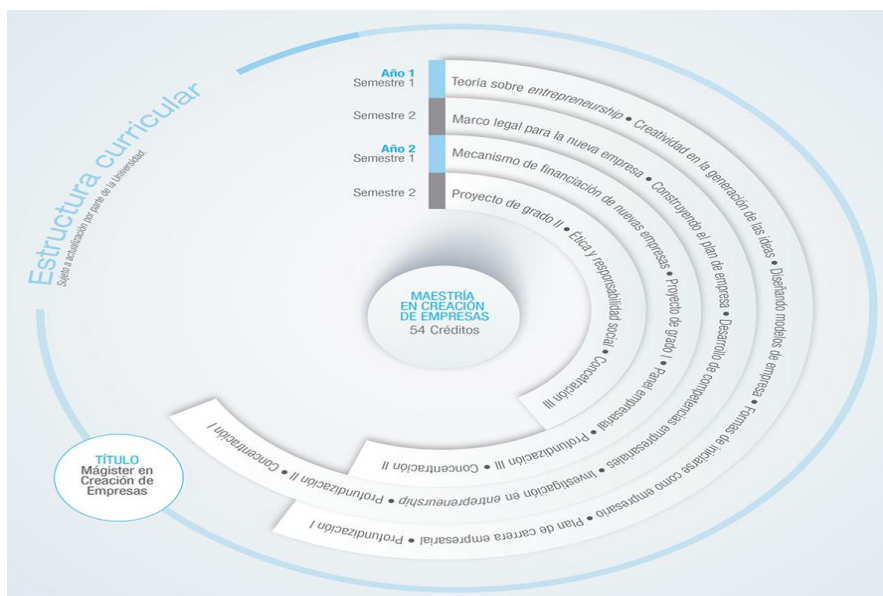 Estructura curricular
Sujeto a actualización por parte de la Universidad.
Año 1
Semestre 1
Teoría sobre entrepreneurship • Creatividad en la generación de las ideas • Diseñando modelos de empresa • Formas de iniciarse como empresario • Plan de carrera empresarial • Profundización I
Semestre 2
Marco legal para la nueva empresa • Construyendo el plan de empresa • Desarrollo de competencias empresariales • Investigación en entrepreneurship • Profundización II • Concentración I
Año 2
Semestre 1
Mecanismo de financiación de nuevas empresas • Proyecto de grado I • Panel empresarial • Profundización III • Concentración II
Semestre 2
Proyecto de grado II • Ética y responsabilidad social • Concetración III
MAESTRÍA
EN CREACIÓN
DE EMPRESAS
54 Créditos
TÍTULO
Mágister en
Creación de
Empresas